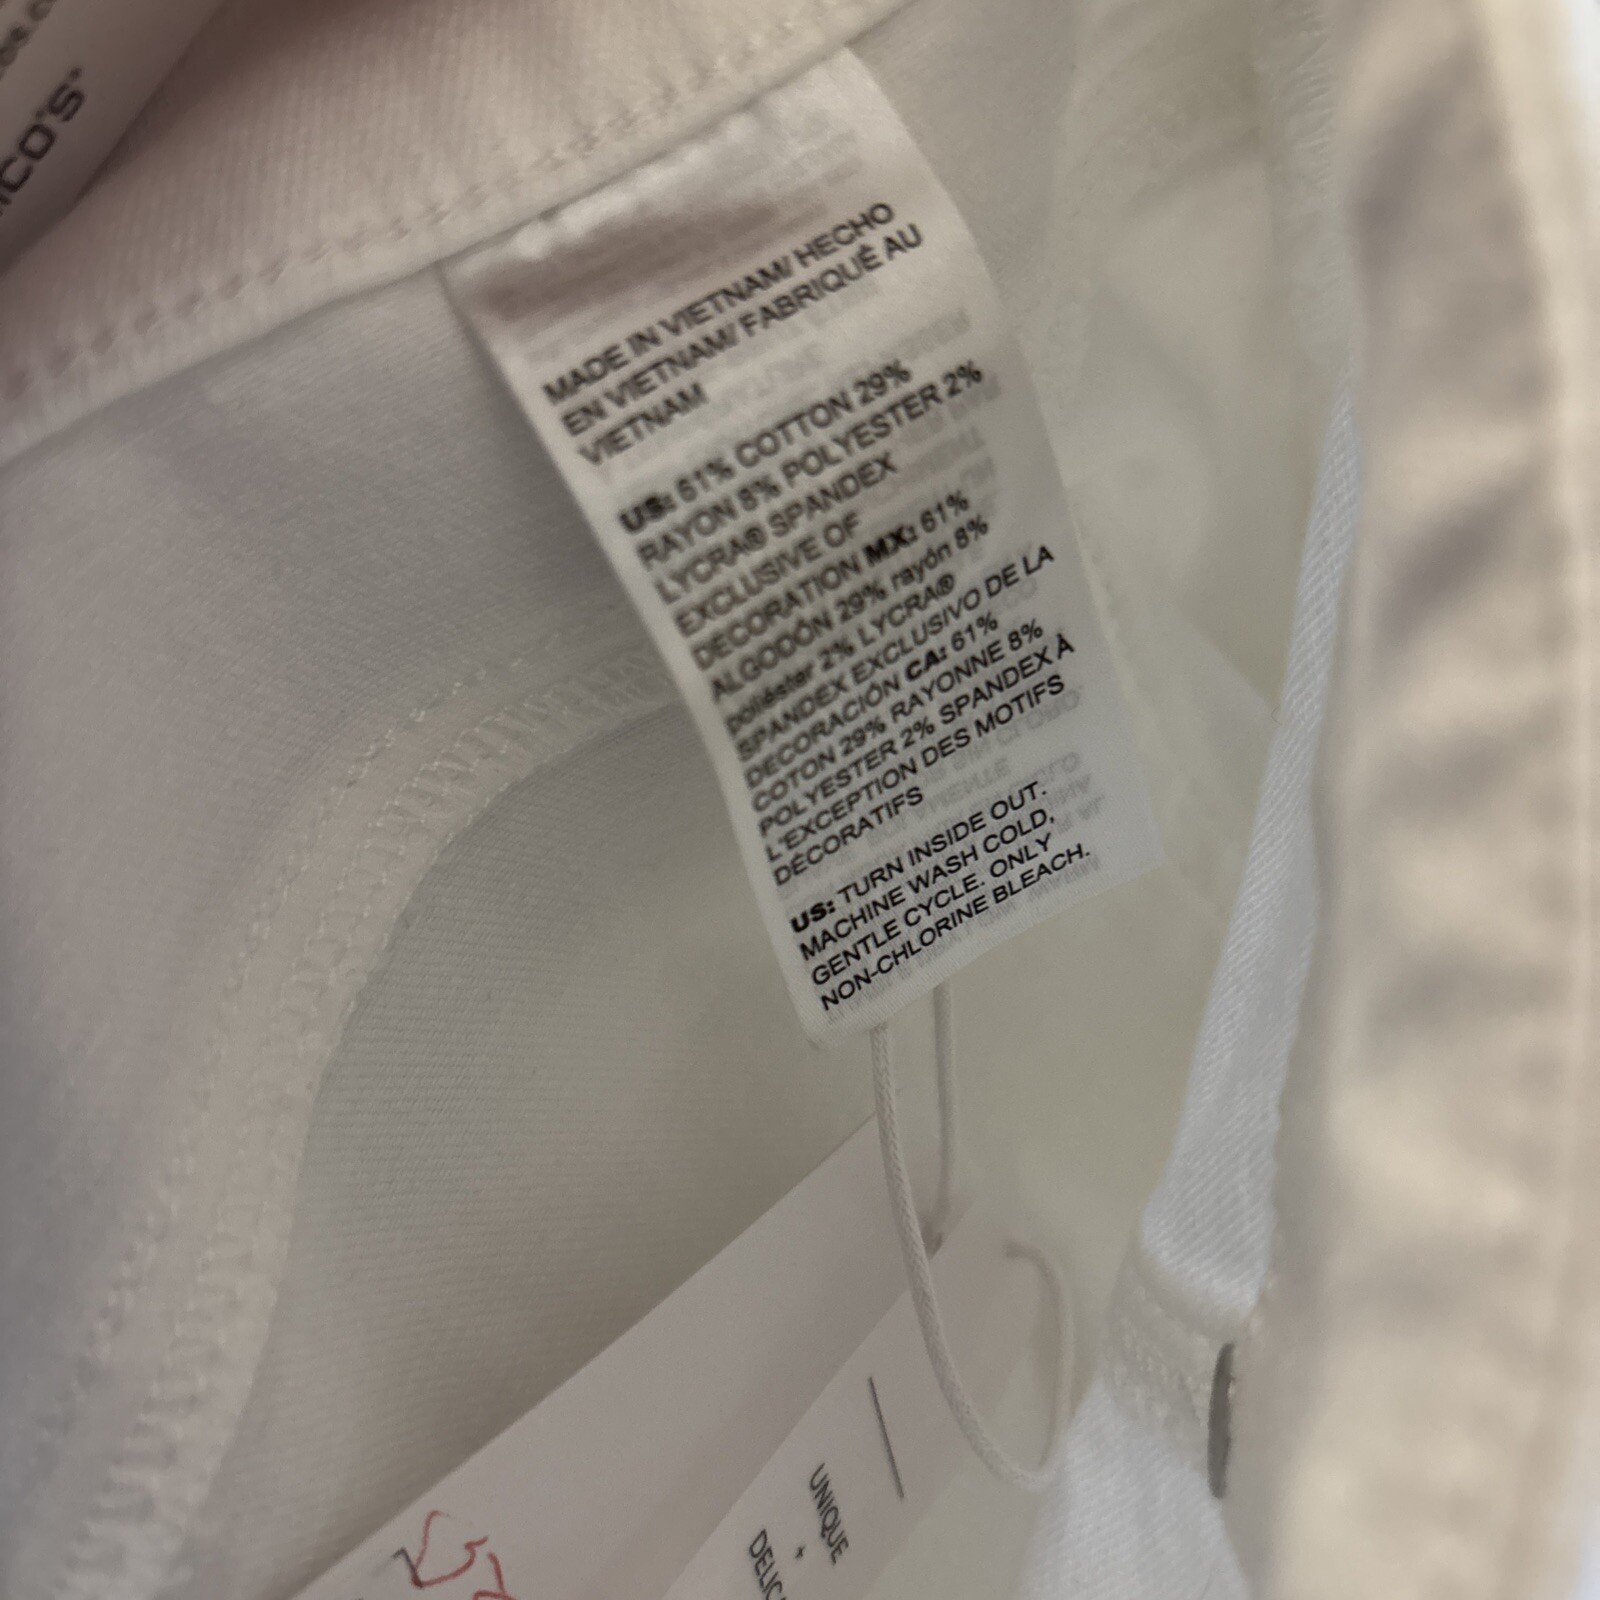 MADE IN VIETNAM/ HECHO
EN VIETNAM/ FABRIQUÉ AU
VIETNAM
US: 61% COTTON 29%
RAYON 8% POLYESTER 2%
LYCRA® SPANDEX
EXCLUSIVE OF
DECORATION MX: 61%
ALGODÓN 29% rayón 8%
poliéster 2% LYCRA®
SPANDEX EXCLUSIVO DE LA
DECORACIÓN CA: 61%
COTON 29% RAYONNE 8%
POLYESTER 2% SPANDEX À
L'EXCEPTION DES MOTIFS
DÉCORATIFS
US: TURN INSIDE OUT.
MACHINE WASH COLD,
GENTLE CYCLE. ONLY
NON-CHLORINE BLEACH.
UNIQUE
+